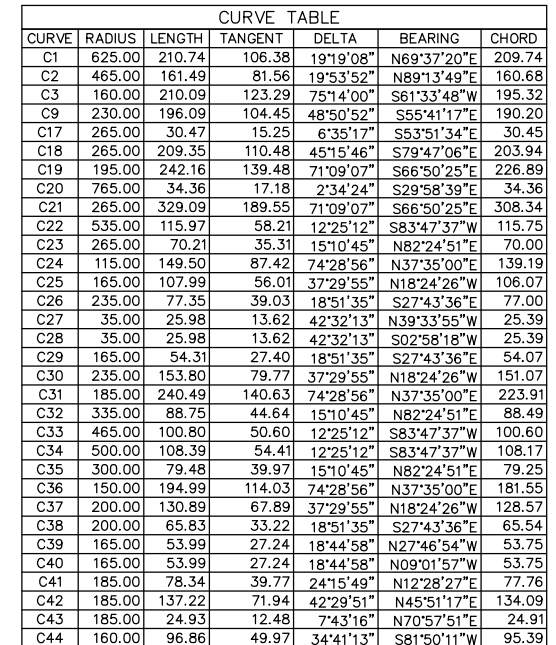 CURVE TABLE
CURVE RADIUS LENGTH TANGENT DELTA BEARING CHORD
C1 625.00 210.74 106.38 19°19'08" N69°37'20"E 209.74
C2 465.00 161.49 81.56 19°53'52" N89°13'49"E 160.68
C3 160.00 210.09 123.29 75°14'00" S61°33'48"W 195.32
C9 230.00 196.09 104.45 48°50'52" S55°41'17"E 190.20
C17 265.00 30.47 15.25 6°35'17" S53°51'34"E 30.45
C18 265.00 209.35 110.48 45°15'46" S79°47'06"E 203.94
C19 195.00 242.16 139.48 71°09'07" S66°50'25"E 226.89
C20 765.00 34.36 17.18 2°34'24" S29°58'39"E 34.36
C21 265.00 329.09 189.55 71°09'07" S66°50'25"E 308.34
C22 535.00 115.97 58.21 12°25'12" S83°47'37"W 115.75
C23 265.00 70.21 35.31 15°10'45" N82°24'51"E 70.00
C24 115.00 149.50 87.42 74°28'56" N37°35'00"E 139.19
C25 165.00 107.99 56.01 37°29'55" N18°24'26"W 106.07
C26 235.00 77.35 39.03 18°51'35" S27°43'36"E 77.00
C27 35.00 25.98 13.62 42°32'13" N39°33'55"W 25.39
C28 35.00 25.98 13.62 42°32'13" S02°58'18"W 25.39
C29 165.00 54.31 27.40 18°51'35" S27°43'36"E 54.07
C30 235.00 153.80 79.77 37°29'55" N18°24'26"W 151.07
C31 185.00 240.49 140.63 74°28'56" N37°35'00"E 223.91
C32 335.00 88.75 44.64 15°10'45" N82°24'51"E 88.49
C33 465.00 100.80 50.60 12°25'12" S83°47'37"W 100.60
C34 500.00 108.39 54.41 12°25'12" S83°47'37"W 108.17
C35 300.00 79.48 39.97 15°10'45" N82°24'51"E 79.25
C36 150.00 194.99 114.03 74°28'56" N37°35'00"E 181.55
C37 200.00 130.89 67.89 37°29'55" N18°24'26"W 128.57
C38 200.00 65.83 33.22 18°51'35" S27°43'36"E 65.54
C39 165.00 53.99 27.24 18°44'58" N27°46'54"W 53.75
C40 165.00 53.99 27.24 18°44'58" N09°01'57"W 53.75
C41 185.00 78.34 39.77 24°15'49" N12°28'27"E 77.76
C42 185.00 137.22 71.94 42°29'51" N45°51'17"E 134.09
C43 185.00 24.93 12.48 7°43'16" N70°57'51"E 24.91
C44 160.00 96.86 49.97 34°41'13" S81°50'11"W 95.39